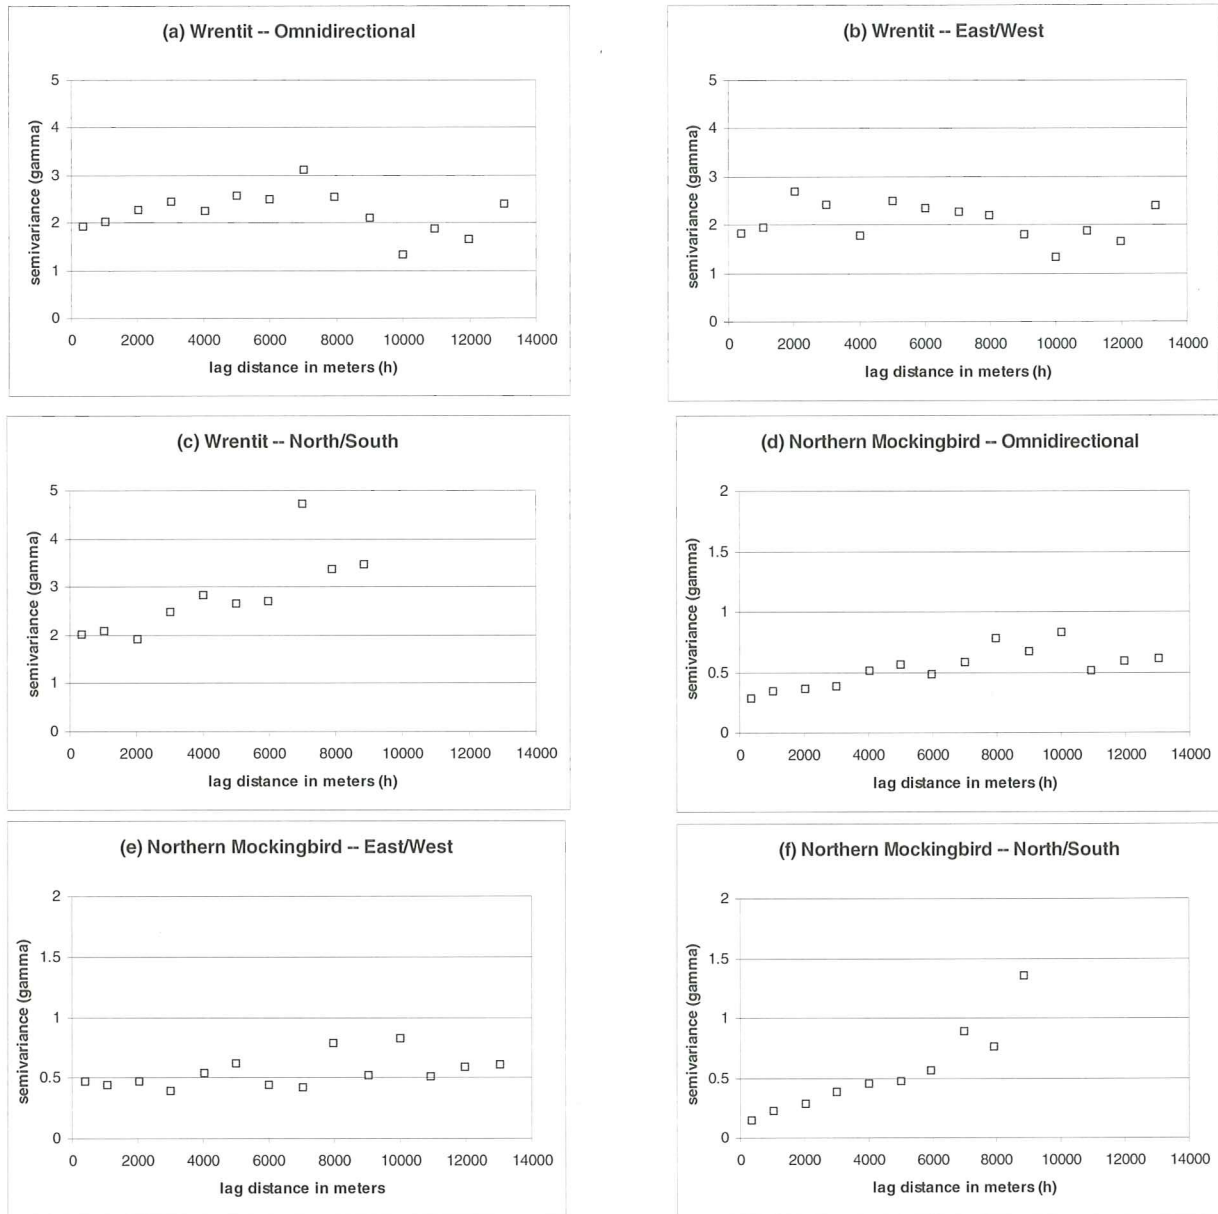 (a) Wrentit -- Omnidirectional
5
4
3
2
1
0
semivariance (gamma)
0 2000 4000 6000 8000 10000 12000 14000
lag distance in meters (h)
(b) Wrentit -- East/West
5
4
3
2
1
0
semivariance (gamma)
0 2000 4000 6000 8000 10000 12000 14000
lag distance in meters (h)
(c) Wrentit -- North/South
5
4
3
2
1
0
semivariance (gamma)
0 2000 4000 6000 8000 10000 12000 14000
lag distance in meters (h)
(d) Northern Mockingbird -- Omnidirectional
2
1.5
1
0.5
0
semivariance (gamma)
0 2000 4000 6000 8000 10000 12000 14000
lag distance in meters (h)
(e) Northern Mockingbird -- East/West
2
1.5
1
0.5
0
semivariance (gamma)
0 2000 4000 6000 8000 10000 12000 14000
lag distance in meters
(f) Northern Mockingbird -- North/South
2
1.5
1
0.5
0
semivariance (gamma)
0 2000 4000 6000 8000 10000 12000 14000
lag distance in meters (h)